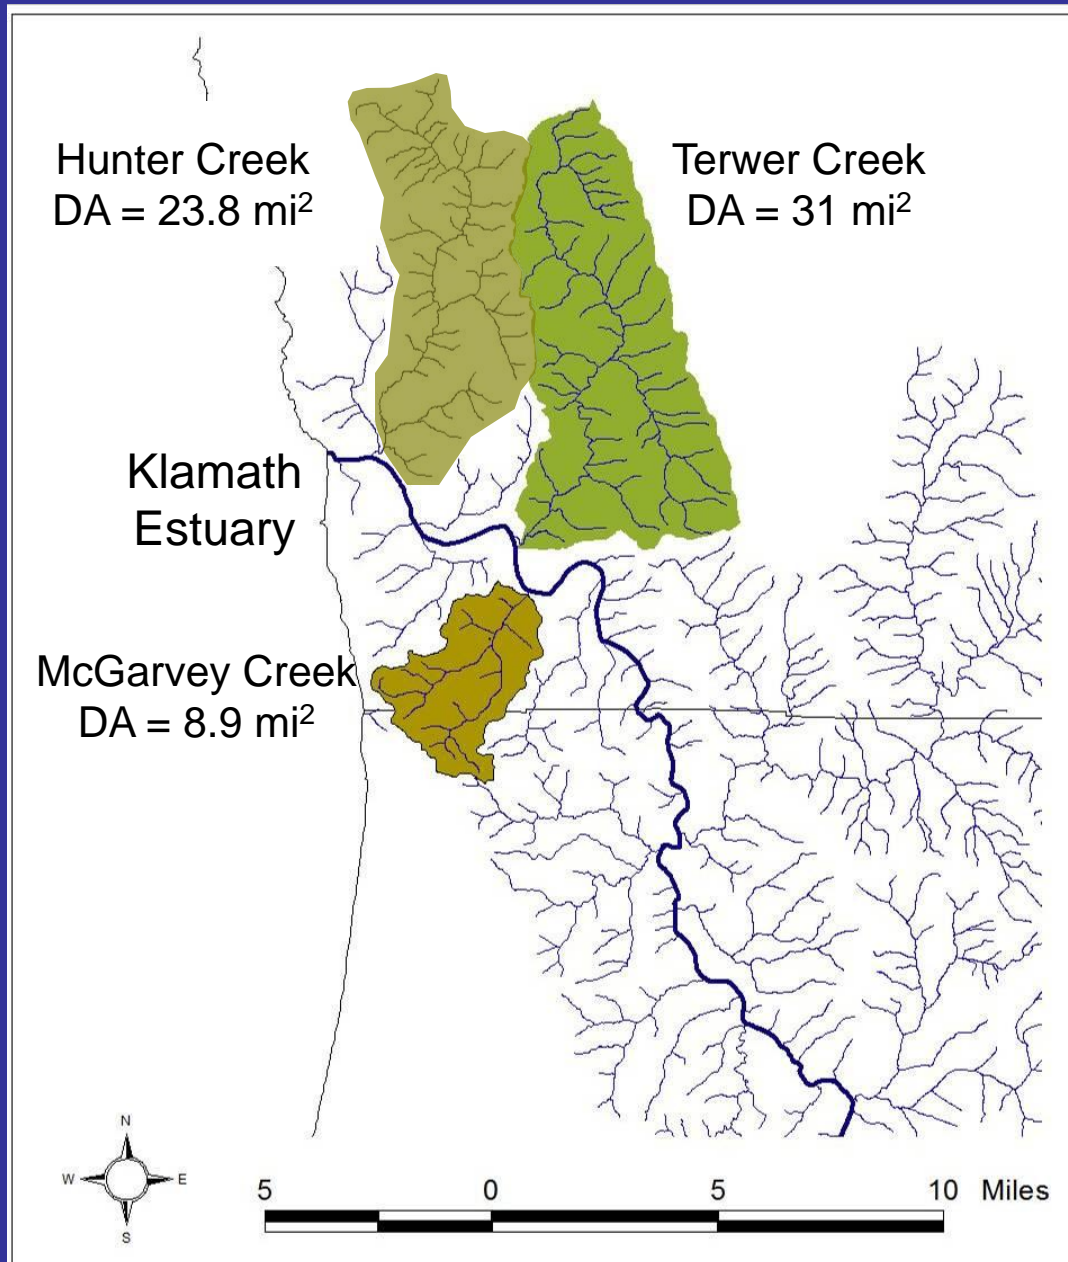 Hunter Creek
DA = 23.8 mi²
Terwer Creek
DA = 31 mi²
Klamath
Estuary
McGarvey Creek
DA = 8.9 mi²
N
W E
S
5 0 5 10 Miles